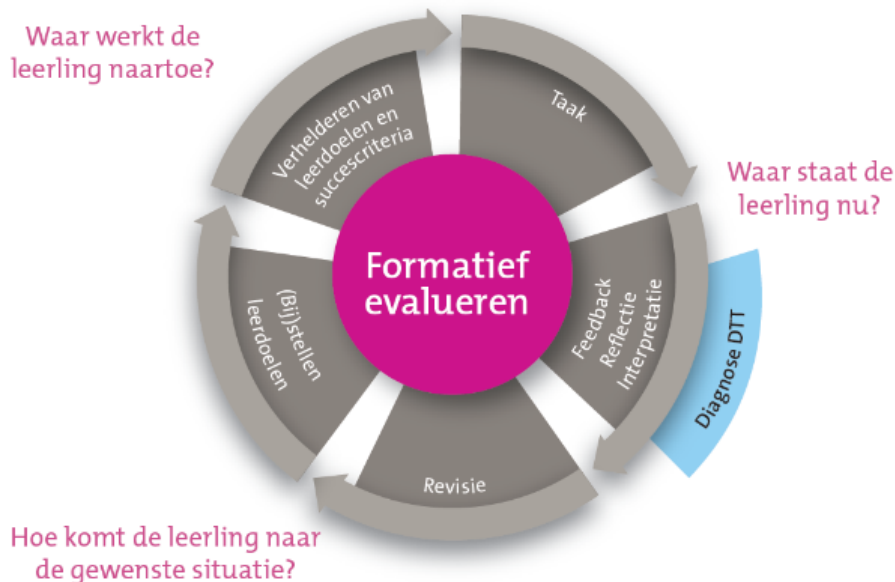 Waar werkt de
leerling naartoe?
Verhelderen van
leerdoelen en
succescriteria
Taak
Waar staat de
leerling nu?
Formatief
evalueren
Feedback
Reflectie
Interpretatie
Diagnose DTT
(Bij)stellen
leerdoelen
Revisie
Hoe komt de leerling naar
de gewenste situatie?